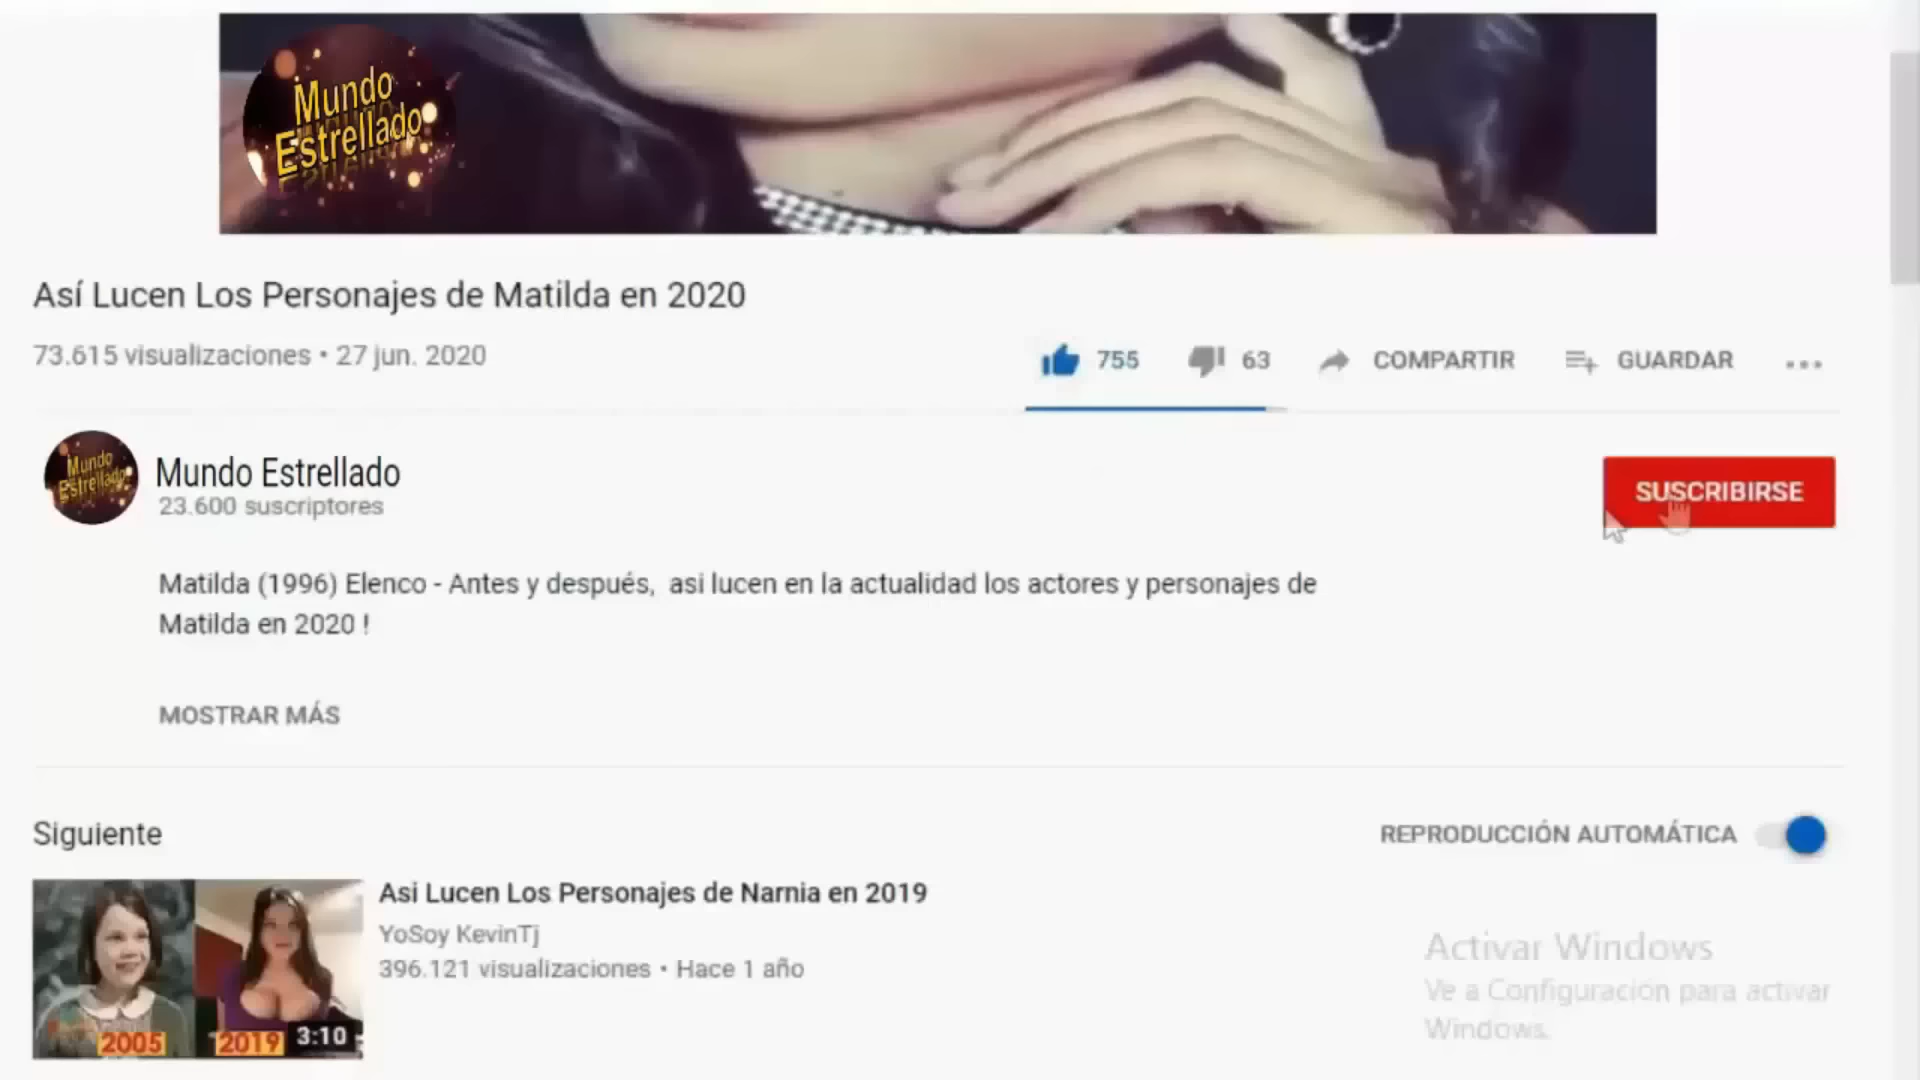 Mundo
Estrellado
Así Lucen Los Personajes de Matilda en 2020
73.615 visualizaciones • 27 jun. 2020
755
63
COMPARTIR
GUARDAR
Mundo
Estrellado
Mundo Estrellado
23.600 suscriptores
SUSCRIBIRSE
Matilda (1996) Elenco - Antes y después, asi lucen en la actualidad los actores y personajes de
Matilda en 2020 !
MOSTRAR MÁS
Siguiente
REPRODUCCIÓN AUTOMÁTICA
2005
2019
3:10
Asi Lucen Los Personajes de Narnia en 2019
YoSoy KevinTj
396.121 visualizaciones • Hace 1 año
Activar Windows
Ve a Configuración para activar
Windows.